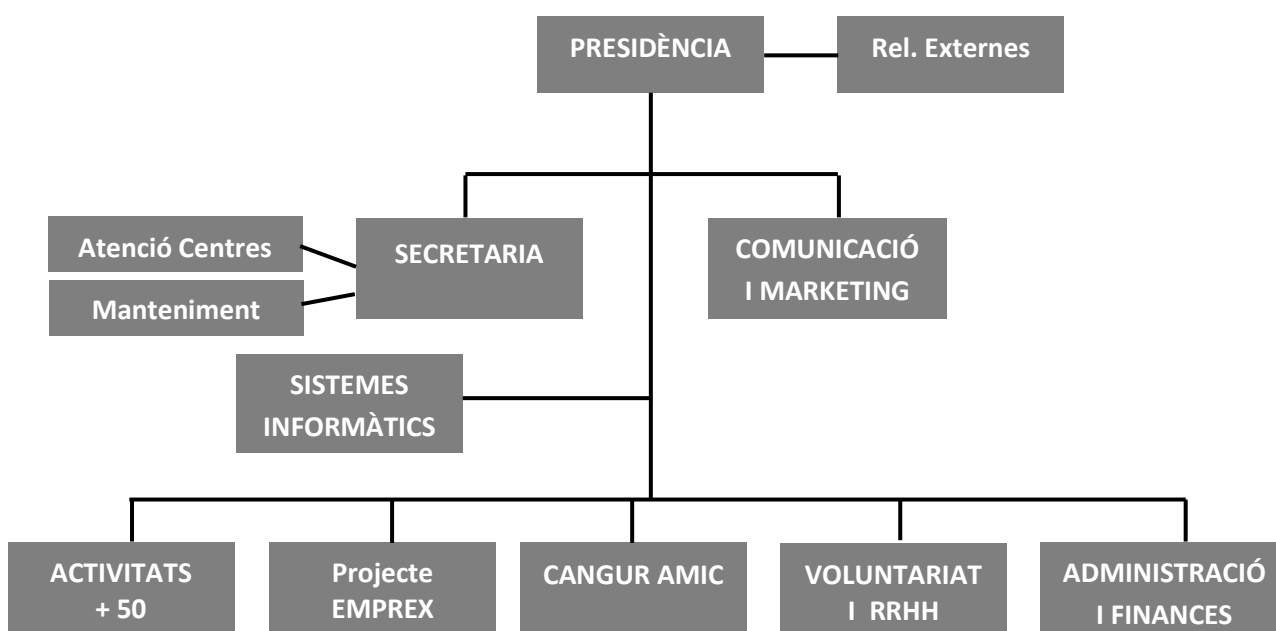 PRESIDÈNCIA
Rel. Externes
Atenció Centres
Manteniment
SECRETARIA
COMUNICACIÓ
I MARKETING
SISTEMES
INFORMÀTICS
ACTIVITATS
+ 50
Projecte
EMPREX
CANGUR AMIC
VOLUNTARIAT
I RRHH
ADMINISTRACIÓ
I FINANCES